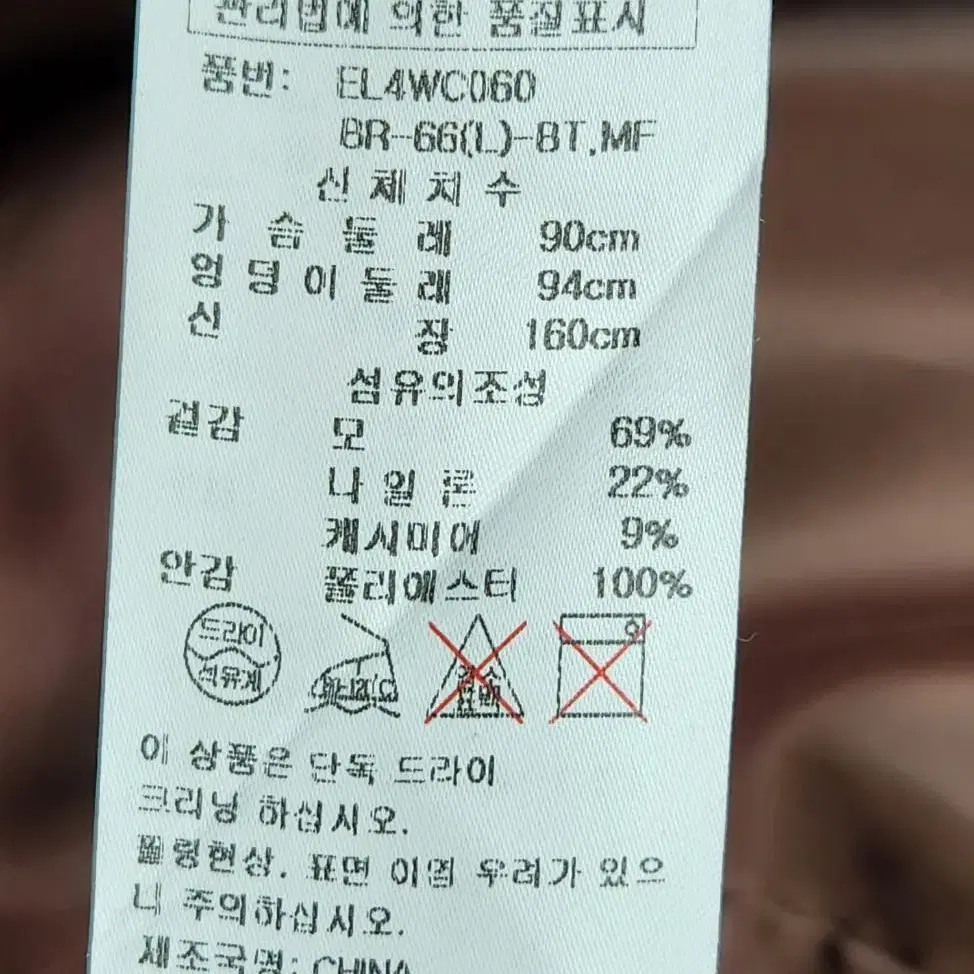 관리법에 의한 품질표시
품번: EL4WC060
BR-66(L)-BT,MF
신체치수
가슴둘레 90cm
엉덩이둘레 94cm
신장 160cm
섬유의조성
겉감 모 69%
나일론 22%
캐시미어 9%
안감 폴리에스터 100%
드라이
석유계
염소
표백
이 상품은 단독 드라이
크리닝 하십시오.
필링현상. 표면 이염 우려가 있으
니 주의하십시오.
제조국명: CHINA